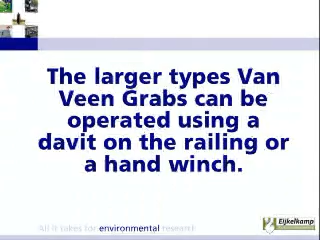 The larger types Van
Veen Grabs can be
operated using a
davit on the railing or
a hand winch.
All it takes for environmental research
Eijkelkamp